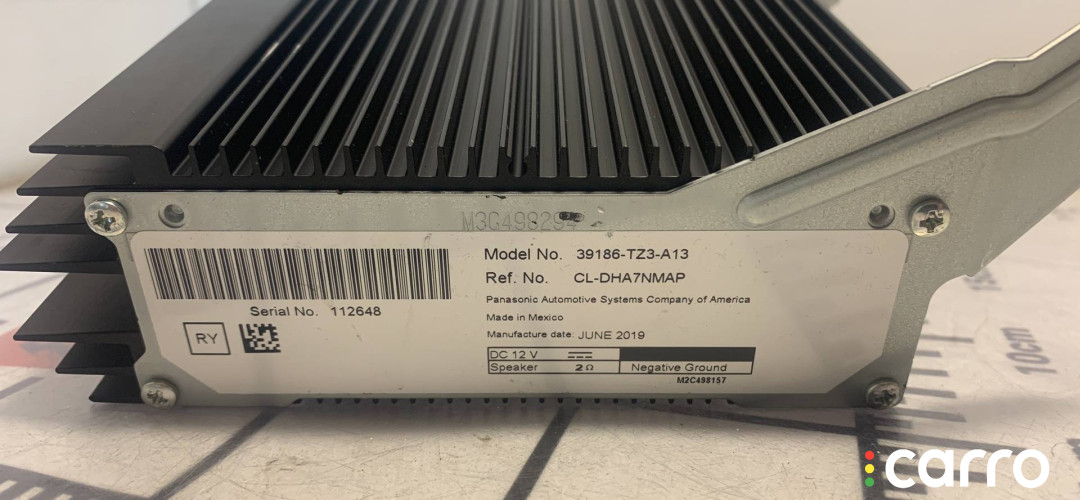 M3G498294
Model No. 39186-TZ3-A13
Ref. No. CL-DHA7NMAP
Panasonic Automotive Systems Company of America
Serial No. 112648
Made in Mexico
RY
Manufacture date: JUNE 2019
DC 12 V
Speaker 2Ω Negative Ground
M2C498157
10cm
carro